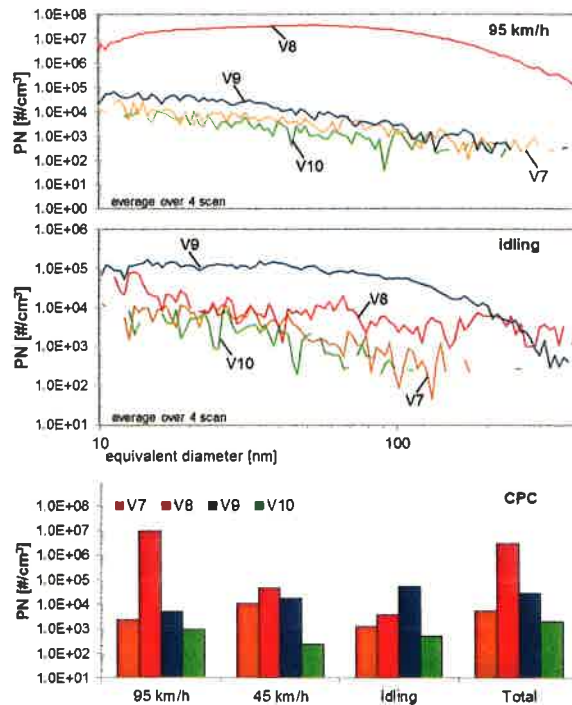 1.0E+08
95 km/h
1.0E+07
V8
1.0E+06
1.0E+05
V9
1.0E+04
1.0E+03
1.0E+02
V10
V7
1.0E+01
1.0E+00
average over 4 scan
PN [#/cm³]
1.0E+06
V9
idling
1.0E+05
V8
1.0E+04
1.0E+03
V10
1.0E+02
V7
1.0E+01
average over 4 scan
PN [#/cm³]
10
100
equivalent diameter [nm]
V7 V8 V9 V10
CPC
1.0E+08
1.0E+07
1.0E+06
1.0E+05
1.0E+04
1.0E+03
1.0E+02
1.0E+01
PN [#/cm³]
95 km/h 45 km/h idling Total